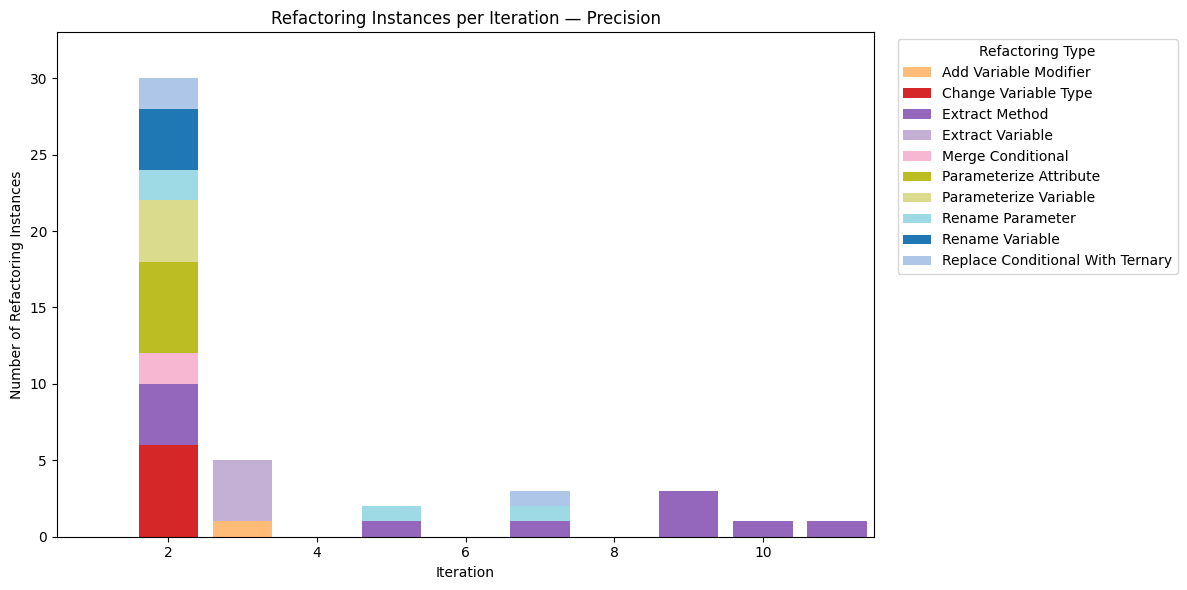 Refactoring Instances per Iteration — Precision
Number of Refactoring Instances
30
25
20
15
10
5
0
2
4
6
8
10
Iteration
Refactoring Type
Add Variable Modifier
Change Variable Type
Extract Method
Extract Variable
Merge Conditional
Parameterize Attribute
Parameterize Variable
Rename Parameter
Rename Variable
Replace Conditional With Ternary